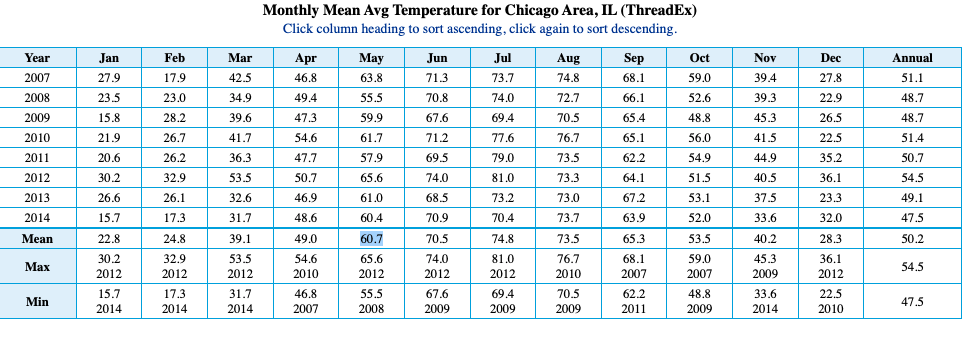 Monthly Mean Avg Temperature for Chicago Area, IL (ThreadEx)
Click column heading to sort ascending, click again to sort descending.
Year Jan Feb Mar Apr May Jun Jul Aug Sep Oct Nov Dec Annual
2007 27.9 17.9 42.5 46.8 63.8 71.3 73.7 74.8 68.1 59.0 39.4 27.8 51.1
2008 23.5 23.0 34.9 49.4 55.5 70.8 74.0 72.7 66.1 52.6 39.3 22.9 48.7
2009 15.8 28.2 39.6 47.3 59.9 67.6 69.4 70.5 65.4 48.8 45.3 26.5 48.7
2010 21.9 26.7 41.7 54.6 61.7 71.2 77.6 76.7 65.1 56.0 41.5 22.5 51.4
2011 20.6 26.2 36.3 47.7 57.9 69.5 79.0 73.5 62.2 54.9 44.9 35.2 50.7
2012 30.2 32.9 53.5 50.7 65.6 74.0 81.0 73.3 64.1 51.5 40.5 36.1 54.5
2013 26.6 26.1 32.6 46.9 61.0 68.5 73.2 73.0 67.2 53.1 37.5 23.3 49.1
2014 15.7 17.3 31.7 48.6 60.4 70.9 70.4 73.7 63.9 52.0 33.6 32.0 47.5
Mean 22.8 24.8 39.1 49.0 60.7 70.5 74.8 73.5 65.3 53.5 40.2 28.3 50.2
Max 30.2 32.9 53.5 54.6 65.6 74.0 81.0 76.7 68.1 59.0 45.3 36.1 54.5
2012 2012 2012 2010 2012 2012 2012 2010 2007 2007 2009 2012
Min 15.7 17.3 31.7 46.8 55.5 67.6 69.4 70.5 62.2 48.8 33.6 22.5 47.5
2014 2014 2014 2007 2008 2009 2009 2009 2011 2009 2014 2010